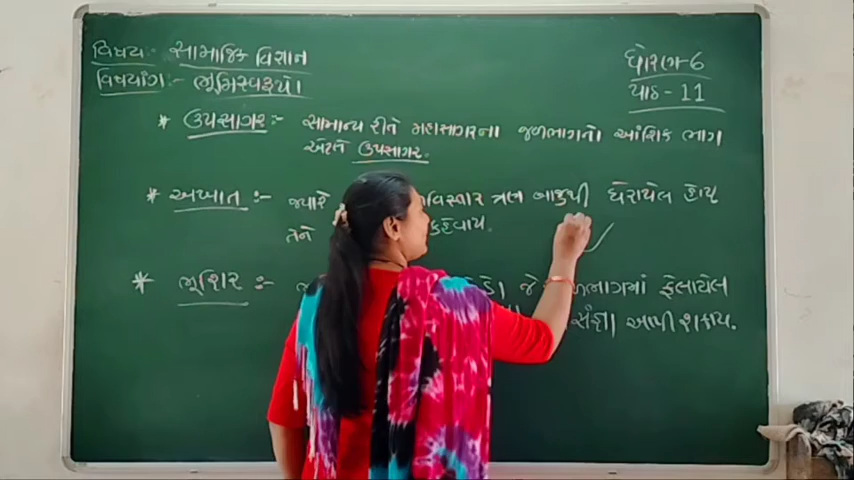 વિષય:- સામાજિક વિજ્ઞાન
ધોરણ-6
વિષયાંગ:- ભૂમિસ્વરૂપો
પાઠ-11
* ઉપસાગર:- સામાન્ય રીતે મહાસાગરના જળભાગનો આંશિક ભાગ
એટલે ઉપસાગર.
* અખાત:- જ્યારે વિસ્તાર ત્રણ બાજુથી ઘેરાયેલ હોય
તેને કહેવાય.
* ભૂશિર:- જે ફેલાયેલ
સંજ્ઞા આપી શકાય.